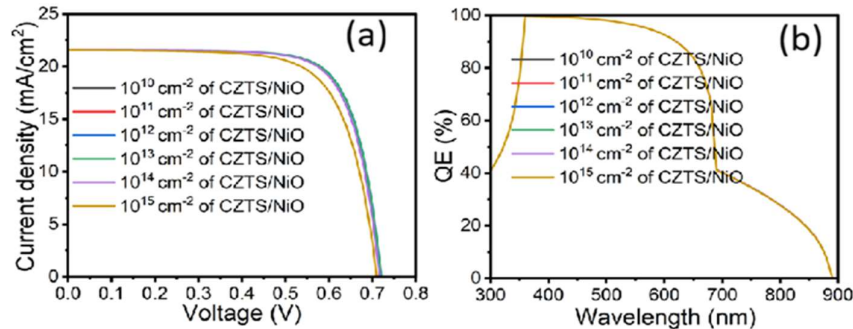 (a)
Current density (mA/cm²)
25
20
15
10
5
0
10¹⁰ cm⁻² of CZTS/NiO
10¹¹ cm⁻² of CZTS/NiO
10¹² cm⁻² of CZTS/NiO
10¹³ cm⁻² of CZTS/NiO
10¹⁴ cm⁻² of CZTS/NiO
10¹⁵ cm⁻² of CZTS/NiO
0.0 0.1 0.2 0.3 0.4 0.5 0.6 0.7 0.8
Voltage (V)
(b)
QE (%)
100
80
60
40
20
0
10¹⁰ cm⁻² of CZTS/NiO
10¹¹ cm⁻² of CZTS/NiO
10¹² cm⁻² of CZTS/NiO
10¹³ cm⁻² of CZTS/NiO
10¹⁴ cm⁻² of CZTS/NiO
10¹⁵ cm⁻² of CZTS/NiO
300 400 500 600 700 800 900
Wavelength (nm)